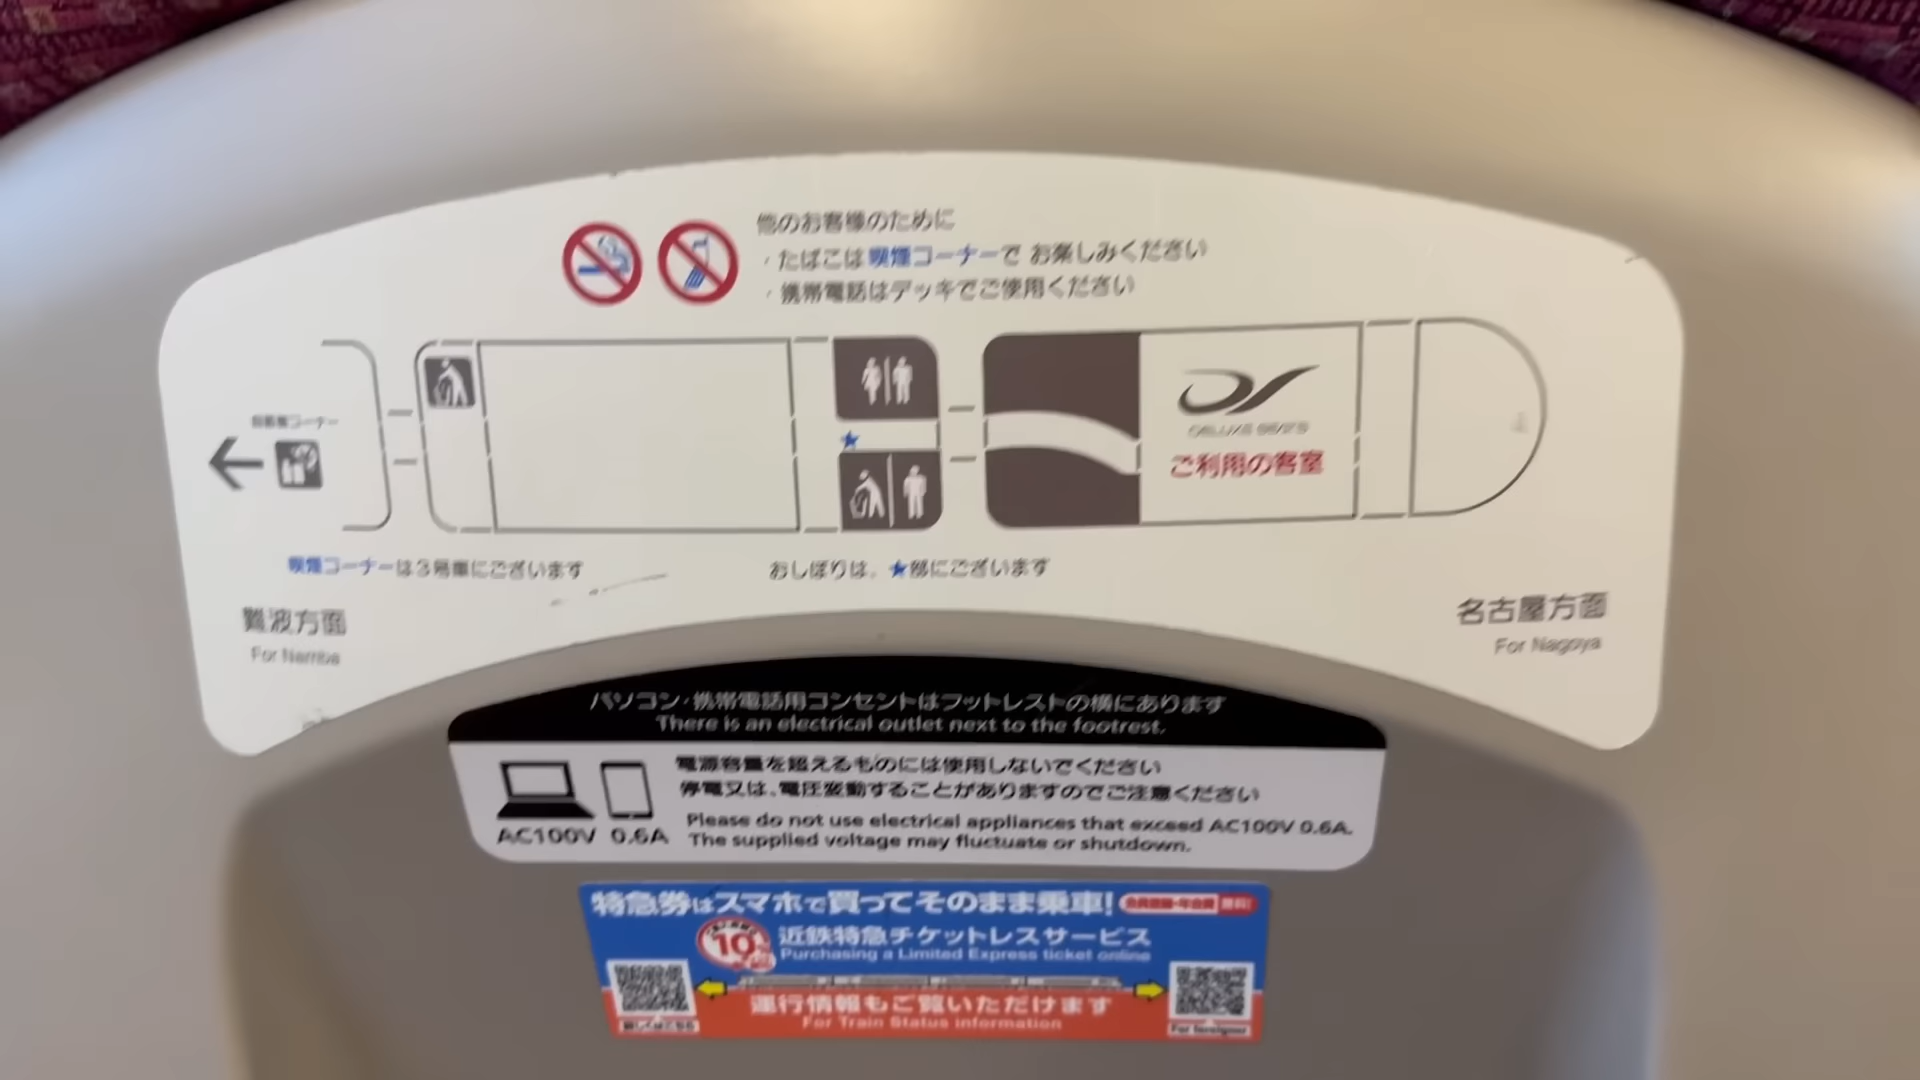 他のお客様のために
・たばこは喫煙コーナーで お楽しみください
・携帯電話はデッキでご使用ください
DELUXE SEATS
ご利用の客室
喫煙コーナーは3号車にございます
おしぼりは、★部にございます
難波方面
For Namba
名古屋方面
For Nagoya
パソコン・携帯電話用コンセントはフットレストの横にあります
There is an electrical outlet next to the footrest.
電源容量を超えるものには使用しないでください
停電又は、電圧変動することがありますのでご注意ください
AC100V 0.6A
Please do not use electrical appliances that exceed AC100V 0.6A.
The supplied voltage may fluctuate or shutdown.
特急券はスマホで買ってそのまま乗車!
10
近鉄特急チケットレスサービス
Purchasing a Limited Express ticket online
運行情報もご覧いただけます
For Train Status information
詳しくはこちら
For foreigner